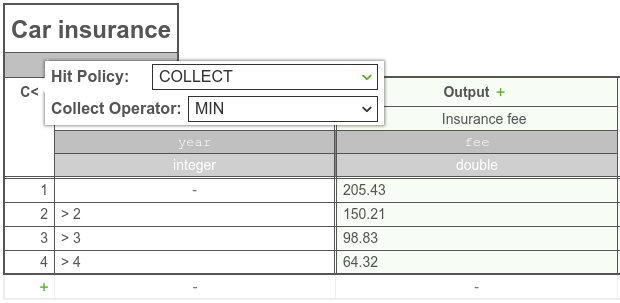 Car insurance
Hit Policy: COLLECT
Collect Operator: MIN
C< Output +
Insurance fee
year fee
integer double
1 - 205.43
2 > 2 150.21
3 > 3 98.83
4 > 4 64.32
+ - -